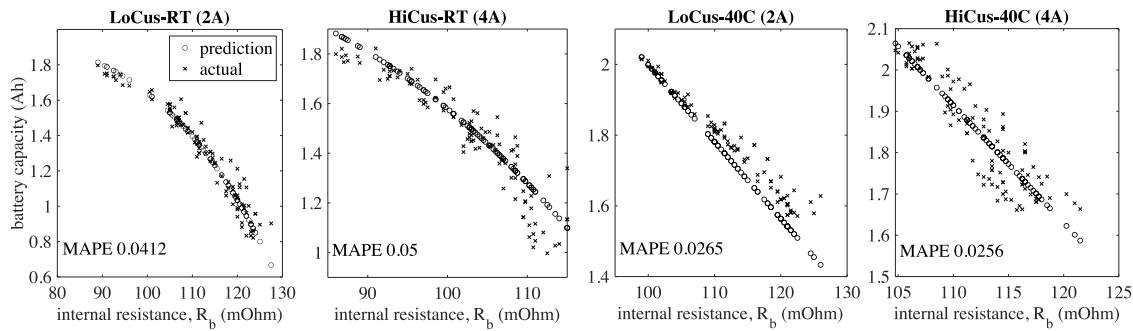 LoCus-RT (2A)
HiCus-RT (4A)
LoCus-40C (2A)
HiCus-40C (4A)
battery capacity (Ah)
1.8
1.6
1.4
1.2
1
0.8
0.6
prediction
actual
MAPE 0.0412
80 90 100 110 120 130
internal resistance, R_b (mOhm)
1.8
1.6
1.4
1.2
1
MAPE 0.05
90 100 110
internal resistance, R_b (mOhm)
2
1.8
1.6
1.4
MAPE 0.0265
100 110 120 130
internal resistance, R_b (mOhm)
2.1
2
1.9
1.8
1.7
1.6
1.5
MAPE 0.0256
105 110 115 120 125
internal resistance, R_b (mOhm)